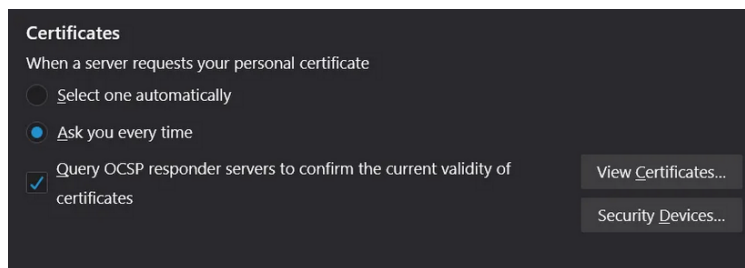 Certificates
When a server requests your personal certificate
Select one automatically
Ask you every time
Query OCSP responder servers to confirm the current validity of
certificates
View Certificates...
Security Devices...